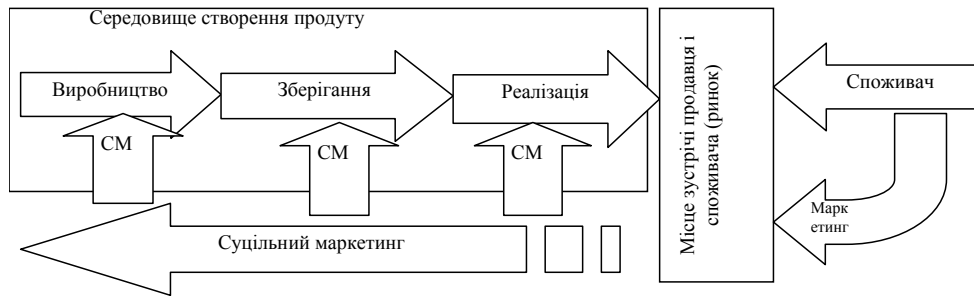 Середовище створення продуту
Виробництво
Зберігання
Реалізація
СМ
СМ
СМ
Суцільний маркетинг
Місце зустрічі продавця і
споживача (ринок)
Споживач
Марк
етинг